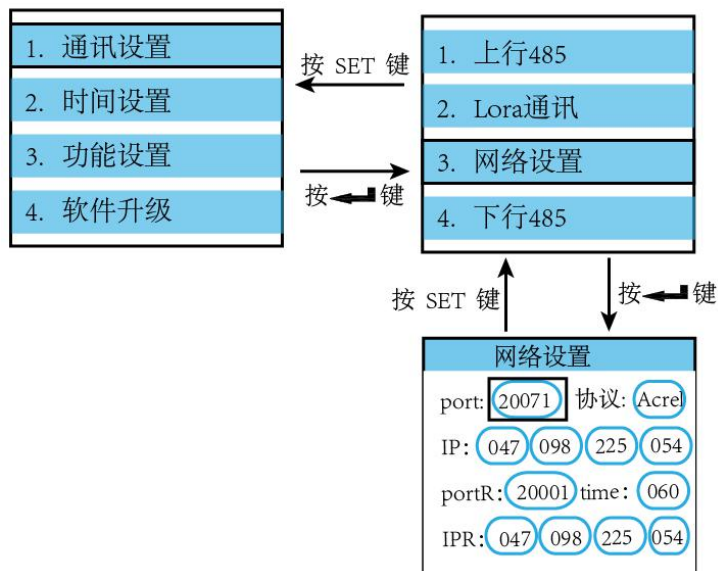 1. 通讯设置
2. 时间设置
3. 功能设置
4. 软件升级
按 SET 键
按 键
1. 上行485
2. Lora通讯
3. 网络设置
4. 下行485
按 SET 键
按 键
网络设置
port: 20071 协议: Acrel
IP: 047 098 225 054
portR: 20001 time: 060
IPR: 047 098 225 054